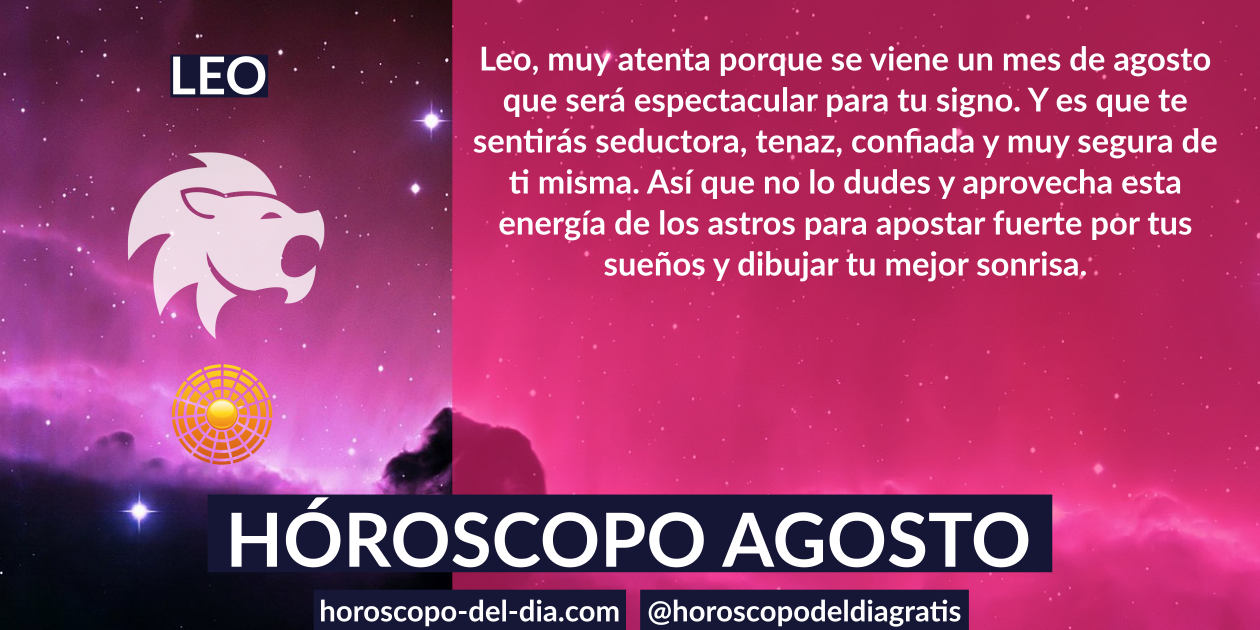 LEO
Leo, muy atenta porque se viene un mes de agosto
que será espectacular para tu signo. Y es que te
sentirás seductora, tenaz, confiada y muy segura de
ti misma. Así que no lo dudes y aprovecha esta
energía de los astros para apostar fuerte por tus
sueños y dibujar tu mejor sonrisa.
HÓROSCOPO AGOSTO
horoscopo-del-dia.com
@horoscopodeldiagratis